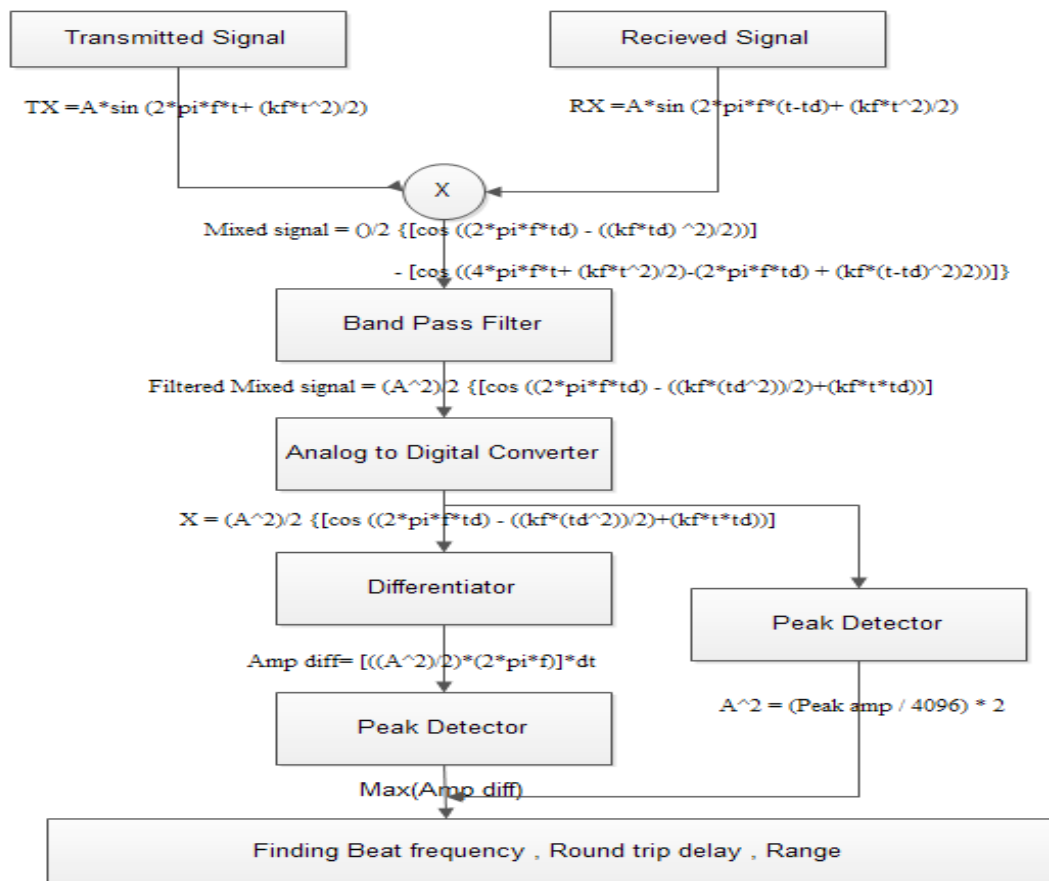 Transmitted Signal
Recieved Signal
TX =A*sin (2*pi*f*t+ (kf*t^2)/2)
RX =A*sin (2*pi*f*(t-td)+ (kf*t^2)/2)
X
Mixed signal = ()/2 {[cos ((2*pi*f*td) - ((kf*td) ^2)/2))]
- [cos ((4*pi*f*t+ (kf*t^2)/2)-(2*pi*f*td) + (kf*(t-td)^2)2))]}
Band Pass Filter
Filtered Mixed signal = (A^2)/2 {[cos ((2*pi*f*td) - ((kf*(td^2))/2)+(kf*t*td))]
Analog to Digital Converter
X = (A^2)/2 {[cos ((2*pi*f*td) - ((kf*(td^2))/2)+(kf*t*td))]
Differentiator
Peak Detector
Amp diff= [((A^2)/2)*(2*pi*f)]*dt
A^2 = (Peak amp / 4096) * 2
Peak Detector
Max(Amp diff)
Finding Beat frequency , Round trip delay , Range